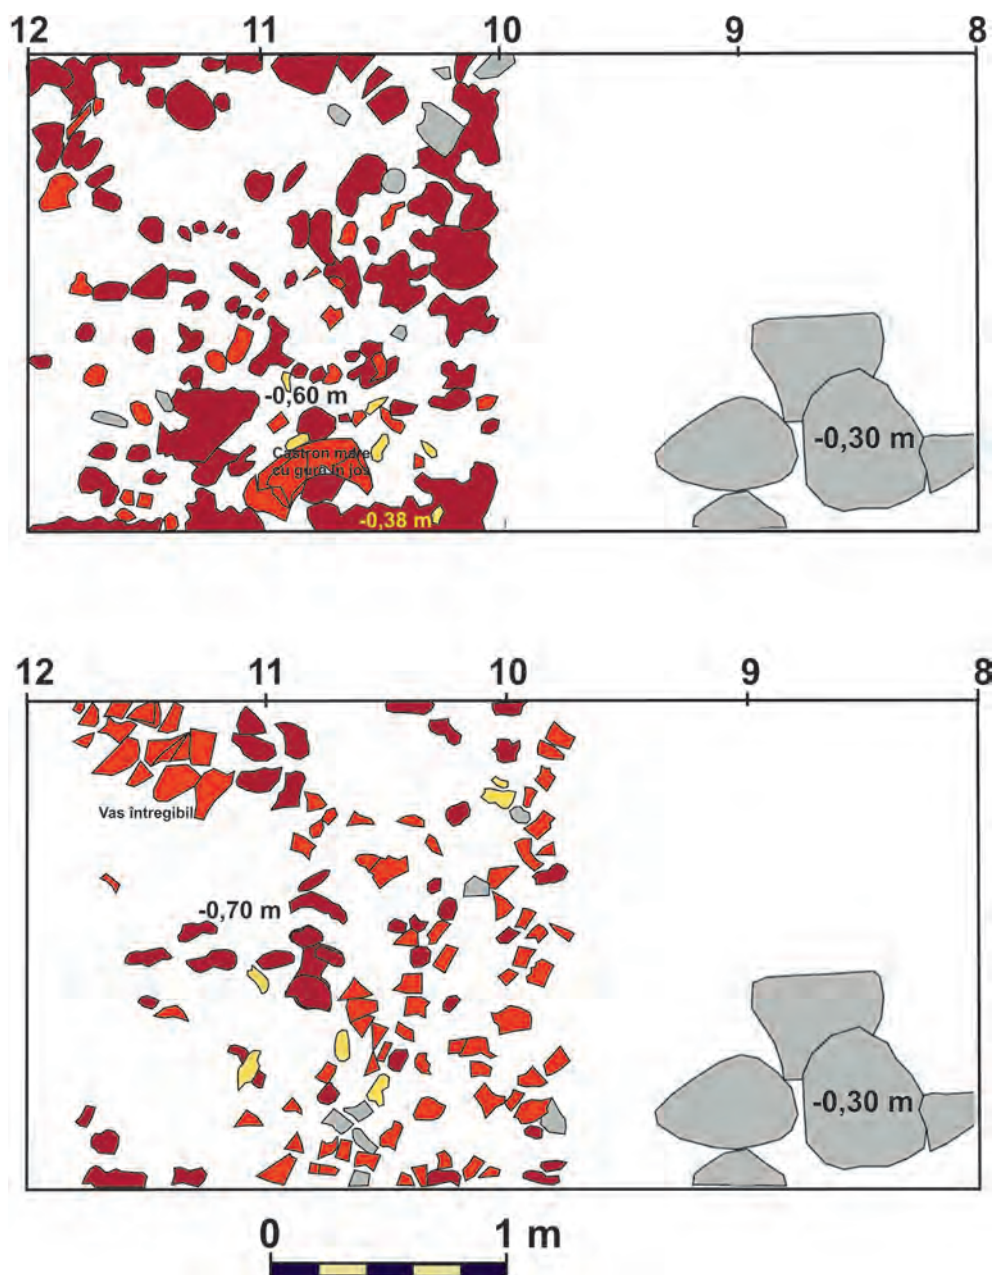 12 11 10 9 8
-0,60 m
-0,30 m
Castron mare
cu gură în jos
-0,38 m
12 11 10 9 8
Vas întregibil
-0,70 m
-0,30 m
0 1 m